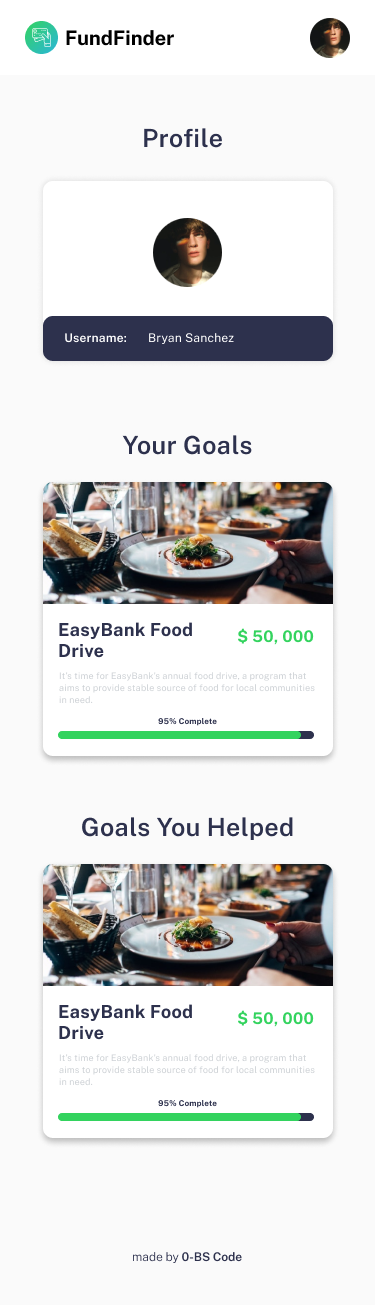 FundFinder
Profile
Username: Bryan Sanchez
Your Goals
EasyBank Food
Drive
$ 50, 000
It's time for EasyBank's annual food drive, a program that
aims to provide stable source of food for local communities
in need.
95% Complete
Goals You Helped
EasyBank Food
Drive
$ 50, 000
It's time for EasyBank's annual food drive, a program that
aims to provide stable source of food for local communities
in need.
95% Complete
made by 0-BS Code